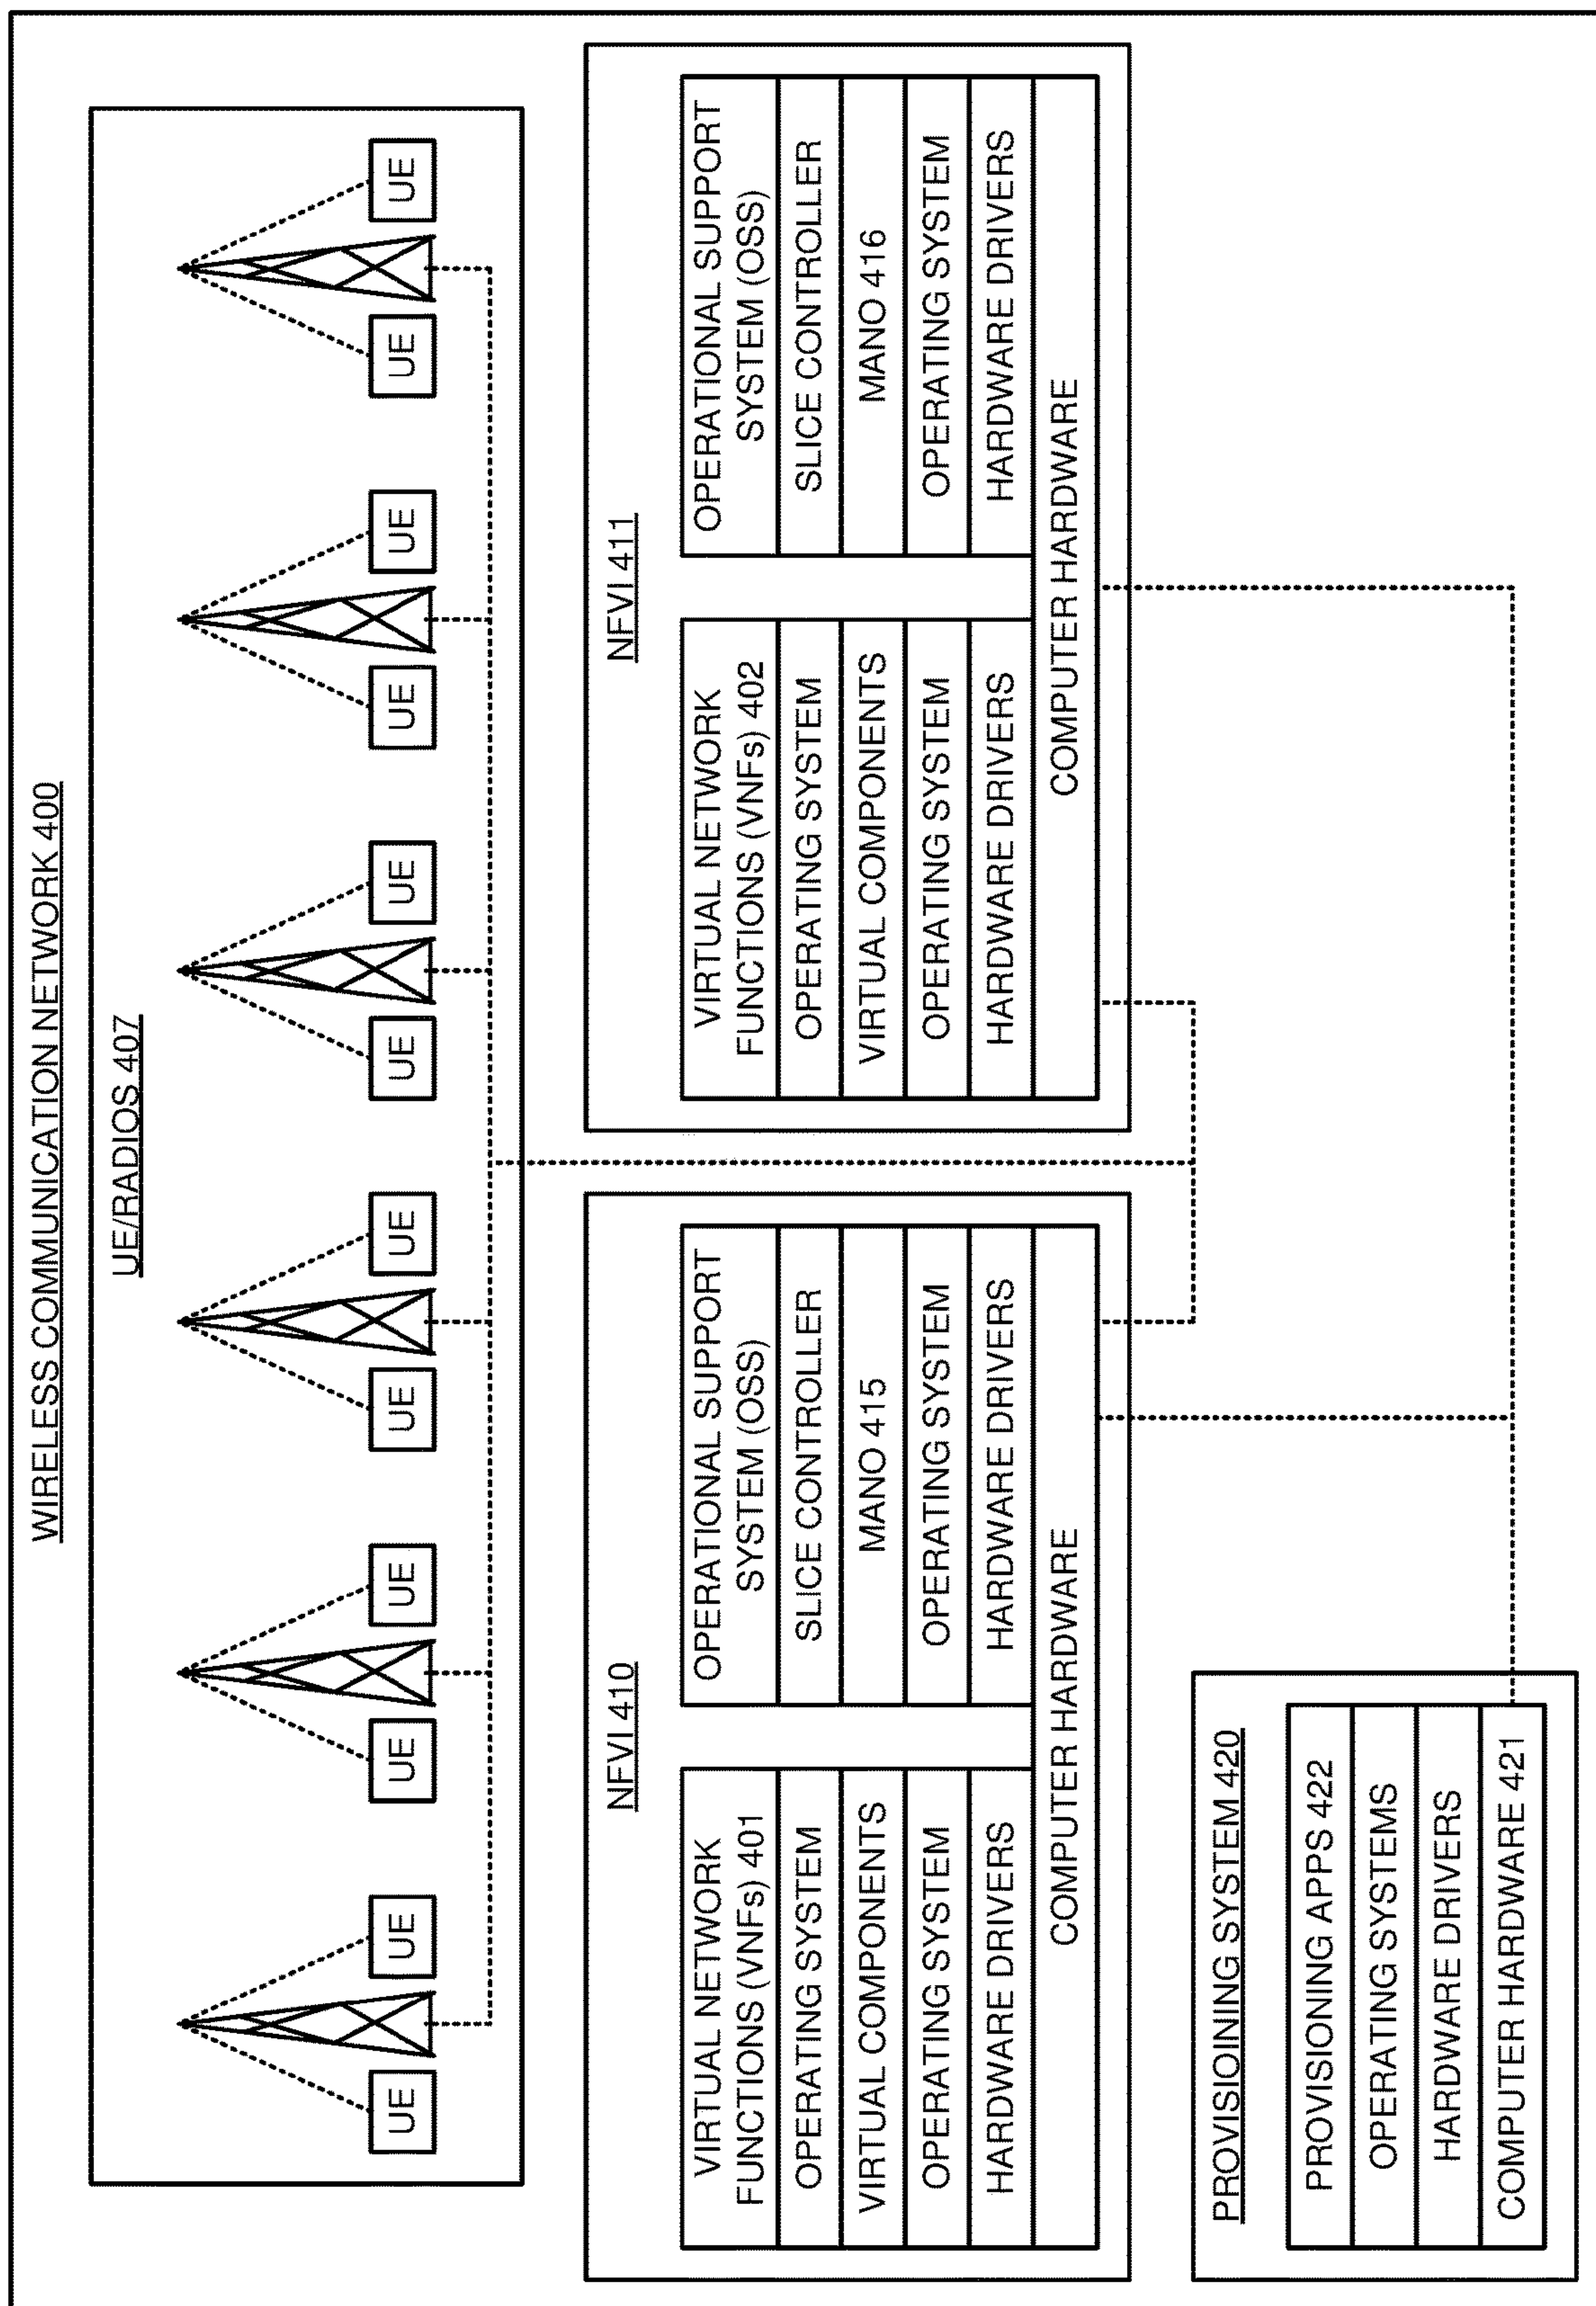 WIRELESS COMMUNICATION NETWORK 400
UE/RADIOS 407
UE
UE
UE
UE
UE
UE
UE
UE
UE
UE
UE
UE
NFVI 410
VIRTUAL NETWORK
FUNCTIONS (VNFs) 401
OPERATING SYSTEM
VIRTUAL COMPONENTS
OPERATING SYSTEM
HARDWARE DRIVERS
OPERATIONAL SUPPORT
SYSTEM (OSS)
SLICE CONTROLLER
MANO 415
OPERATING SYSTEM
HARDWARE DRIVERS
COMPUTER HARDWARE
NFVI 411
VIRTUAL NETWORK
FUNCTIONS (VNFs) 402
OPERATING SYSTEM
VIRTUAL COMPONENTS
OPERATING SYSTEM
HARDWARE DRIVERS
OPERATIONAL SUPPORT
SYSTEM (OSS)
SLICE CONTROLLER
MANO 416
OPERATING SYSTEM
HARDWARE DRIVERS
COMPUTER HARDWARE
PROVISIOINING SYSTEM 420
PROVISIONING APPS 422
OPERATING SYSTEMS
HARDWARE DRIVERS
COMPUTER HARDWARE 421